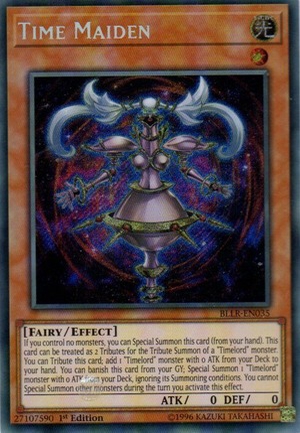 TIME MAIDEN
光
BLLR-EN035
[FAIRY/EFFECT]
If you control no monsters, you can Special Summon this card (from your hand). This
card can be treated as 2 Tributes for the Tribute Summon of a "Timelord" monster.
You can Tribute this card; add 1 "Timelord" monster with 0 ATK from your Deck to
your hand. You can banish this card from your GY; Special Summon 1 "Timelord"
monster with 0 ATK from your Deck, ignoring its Summoning conditions. You cannot
Special Summon other monsters during the turn you activate this effect.
ATK/ 0 DEF/ 0
27107590 1st Edition ©1996 KAZUKI TAKAHASHI